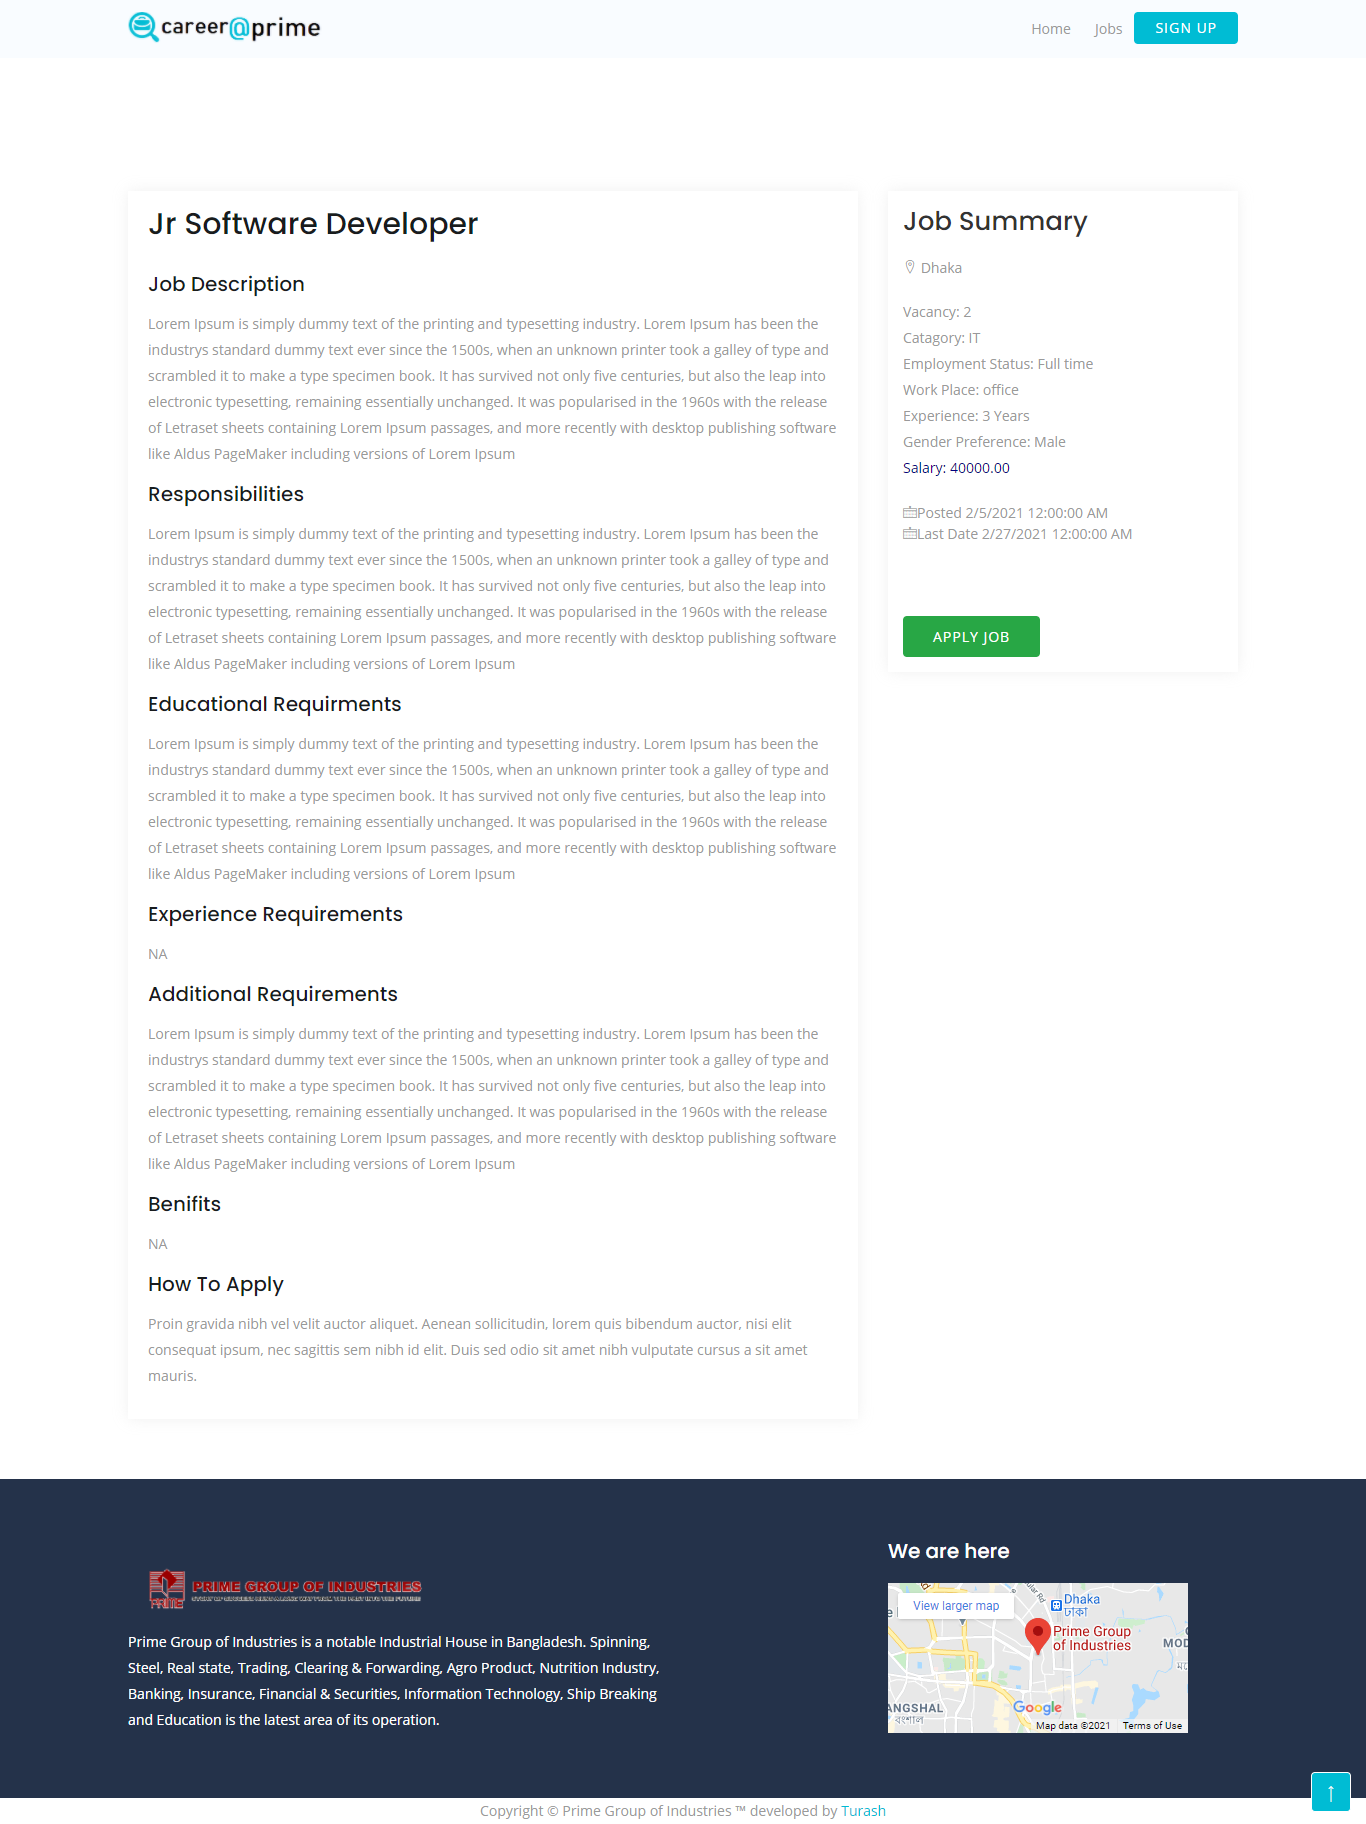 career@prime
Home Jobs SIGN UP
Jr Software Developer
Job Description
Lorem Ipsum is simply dummy text of the printing and typesetting industry. Lorem Ipsum has been the
industrys standard dummy text ever since the 1500s, when an unknown printer took a galley of type and
scrambled it to make a type specimen book. It has survived not only five centuries, but also the leap into
electronic typesetting, remaining essentially unchanged. It was popularised in the 1960s with the release
of Letraset sheets containing Lorem Ipsum passages, and more recently with desktop publishing software
like Aldus PageMaker including versions of Lorem Ipsum
Responsibilities
Lorem Ipsum is simply dummy text of the printing and typesetting industry. Lorem Ipsum has been the
industrys standard dummy text ever since the 1500s, when an unknown printer took a galley of type and
scrambled it to make a type specimen book. It has survived not only five centuries, but also the leap into
electronic typesetting, remaining essentially unchanged. It was popularised in the 1960s with the release
of Letraset sheets containing Lorem Ipsum passages, and more recently with desktop publishing software
like Aldus PageMaker including versions of Lorem Ipsum
Educational Requirments
Lorem Ipsum is simply dummy text of the printing and typesetting industry. Lorem Ipsum has been the
industrys standard dummy text ever since the 1500s, when an unknown printer took a galley of type and
scrambled it to make a type specimen book. It has survived not only five centuries, but also the leap into
electronic typesetting, remaining essentially unchanged. It was popularised in the 1960s with the release
of Letraset sheets containing Lorem Ipsum passages, and more recently with desktop publishing software
like Aldus PageMaker including versions of Lorem Ipsum
Experience Requirements
NA
Additional Requirements
Lorem Ipsum is simply dummy text of the printing and typesetting industry. Lorem Ipsum has been the
industrys standard dummy text ever since the 1500s, when an unknown printer took a galley of type and
scrambled it to make a type specimen book. It has survived not only five centuries, but also the leap into
electronic typesetting, remaining essentially unchanged. It was popularised in the 1960s with the release
of Letraset sheets containing Lorem Ipsum passages, and more recently with desktop publishing software
like Aldus PageMaker including versions of Lorem Ipsum
Benifits
NA
How To Apply
Proin gravida nibh vel velit auctor aliquet. Aenean sollicitudin, lorem quis bibendum auctor, nisi elit
consequat ipsum, nec sagittis sem nibh id elit. Duis sed odio sit amet nibh vulputate cursus a sit amet
mauris.
Job Summary
Dhaka
Vacancy: 2
Catagory: IT
Employment Status: Full time
Work Place: office
Experience: 3 Years
Gender Preference: Male
Salary: 40000.00
Posted 2/5/2021 12:00:00 AM
Last Date 2/27/2021 12:00:00 AM
APPLY JOB
PRIME GROUP OF INDUSTRIES
PRIME
Prime Group of Industries is a notable Industrial House in Bangladesh. Spinning,
Steel, Real state, Trading, Clearing & Forwarding, Agro Product, Nutrition Industry,
Banking, Insurance, Financial & Securities, Information Technology, Ship Breaking
and Education is the latest area of its operation.
We are here
View larger map
Dhaka
ঢাকা
Prime Group
of Industries
MOD
ANGSHAL
বংশাল
Google
Map data ©2021 Terms of Use
Copyright © Prime Group of Industries ™ developed by Turash